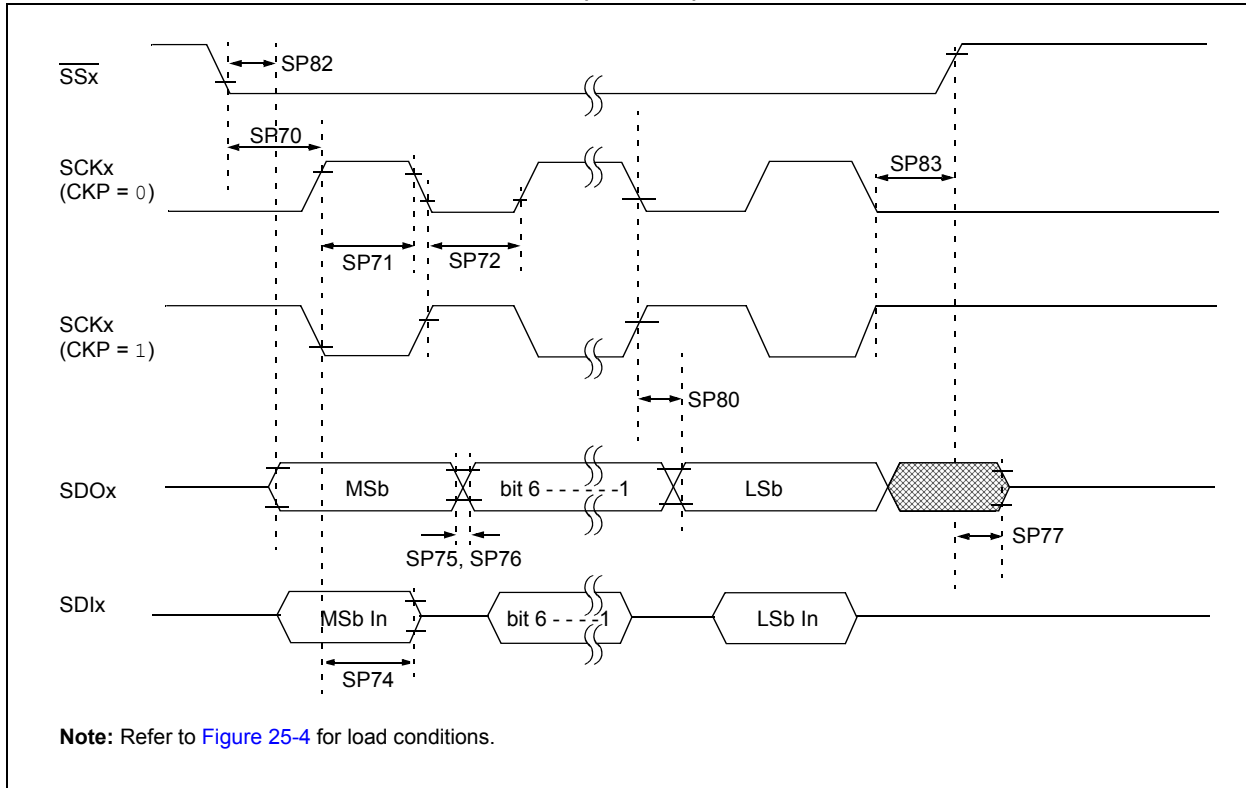 SSx
SP82
SP70
SCKx
(CKP = 0)
SP83
SP71
SP72
SCKx
(CKP = 1)
SP80
SDOx
MSb
bit 6 - - - - - -1
LSb
SP75, SP76
SP77
SDIx
MSb In
bit 6 - - - -1
LSb In
SP74
Note: Refer to Figure 25-4 for load conditions.